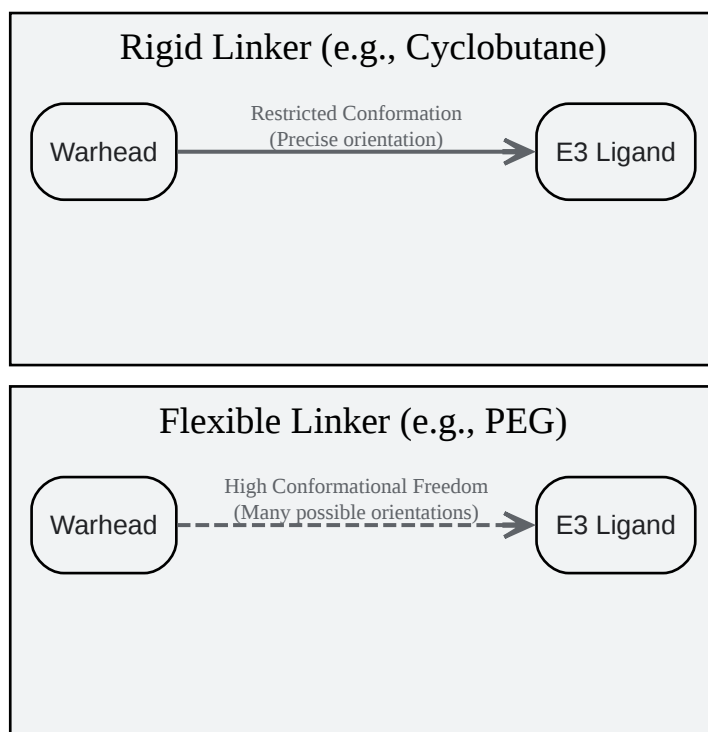 Rigid Linker (e.g., Cyclobutane)
Restricted Conformation
(Precise orientation)
Warhead
E3 Ligand
Flexible Linker (e.g., PEG)
High Conformational Freedom
(Many possible orientations)
Warhead
E3 Ligand